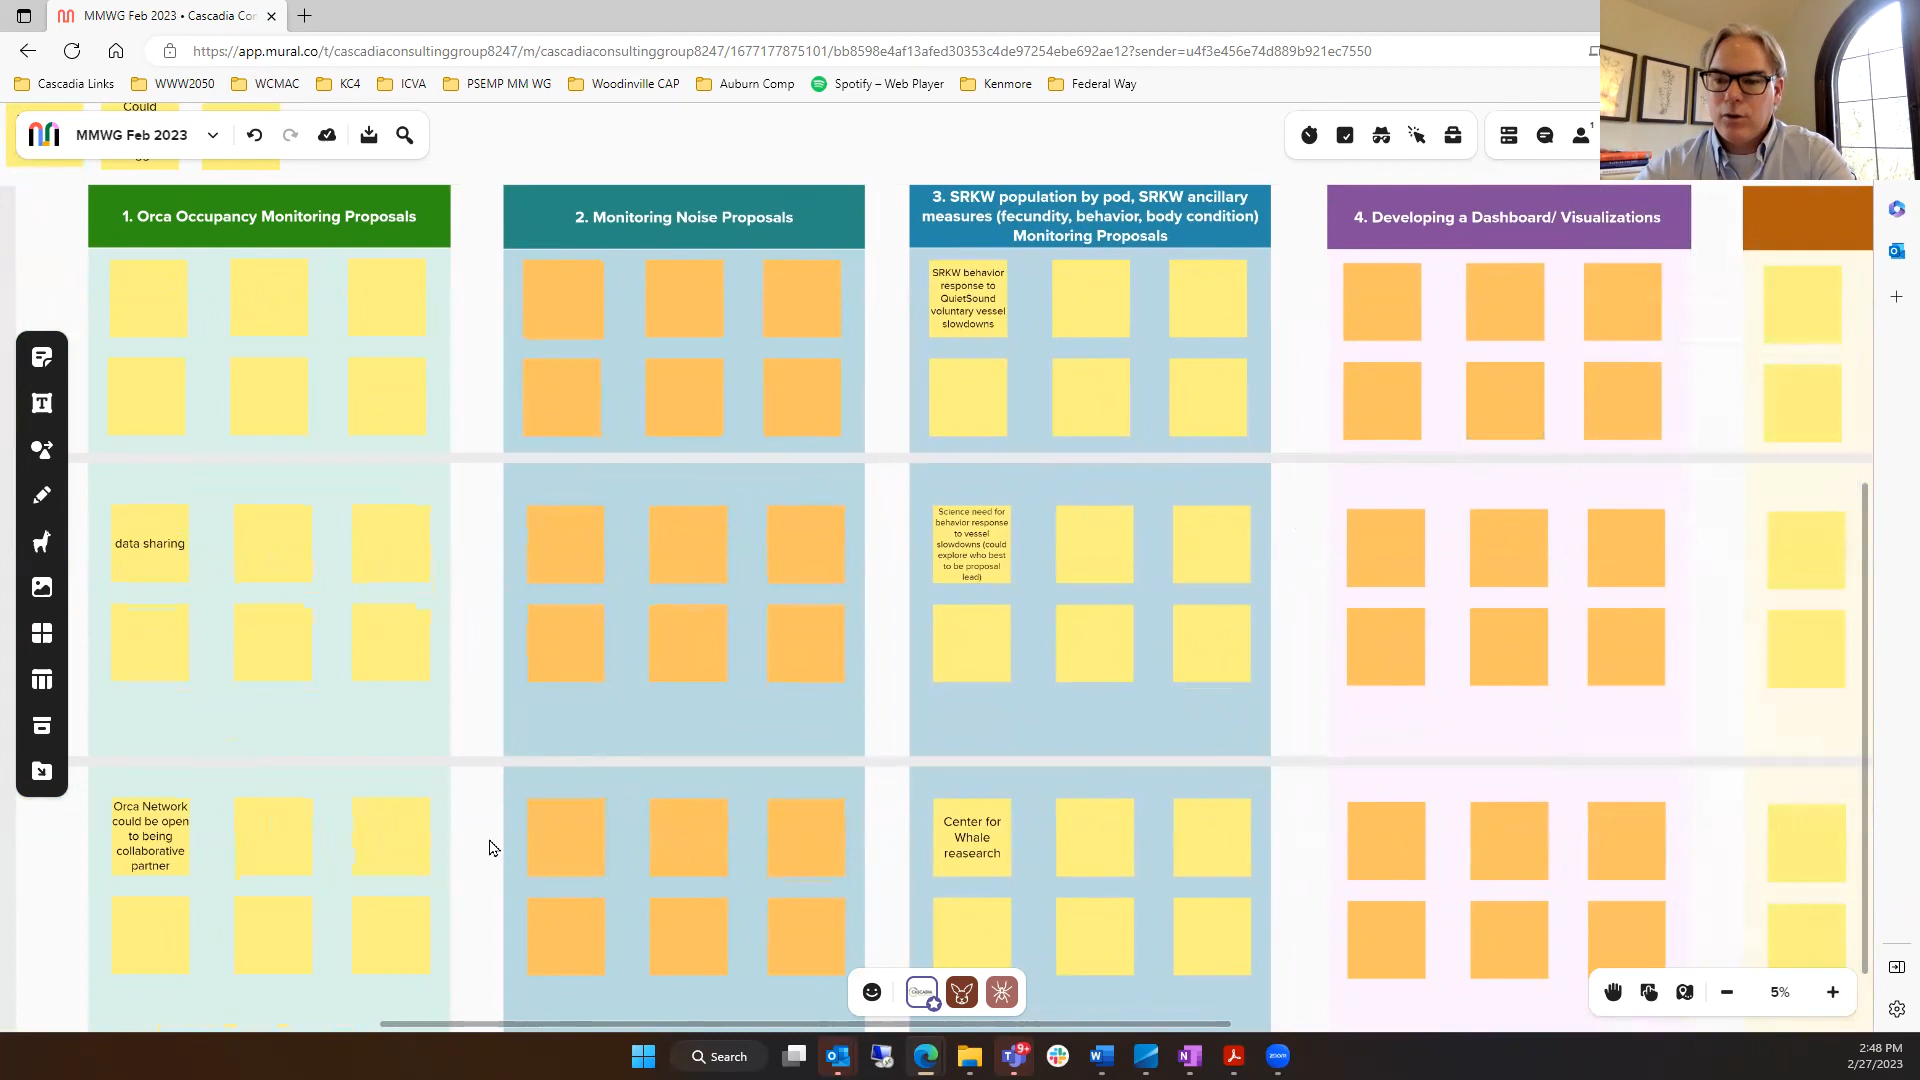 MMWG Feb 2023 • Cascadia Con
https://app.mural.co/t/cascadiaconsultinggroup8247/m/cascadiaconsultinggroup8247/1677177875101/bb8598e4af13afed30353c4de97254ebe692ae12?sender=u4f3e456e74d889b921ec7550
Cascadia Links
WWW2050
WCMAC
KC4
ICVA
PSEMP MM WG
Woodinville CAP
Auburn Comp
Spotify – Web Player
Kenmore
Federal Way
Could
MMWG Feb 2023
1
1. Orca Occupancy Monitoring Proposals
2. Monitoring Noise Proposals
3. SRKW population by pod, SRKW ancillary
measures (fecundity, behavior, body condition)
Monitoring Proposals
4. Developing a Dashboard/ Visualizations
SRKW behavior
response to
QuietSound
voluntary vessel
slowdowns
data sharing
Science need for
behavior response
to vessel
slowdowns (could
explore who best
to be proposal
lead)
Orca Network
could be open
to being
collaborative
partner
Center for
Whale
reasearch
CASCADIA
5%
Search
9+
zoom
2:48 PM
2/27/2023